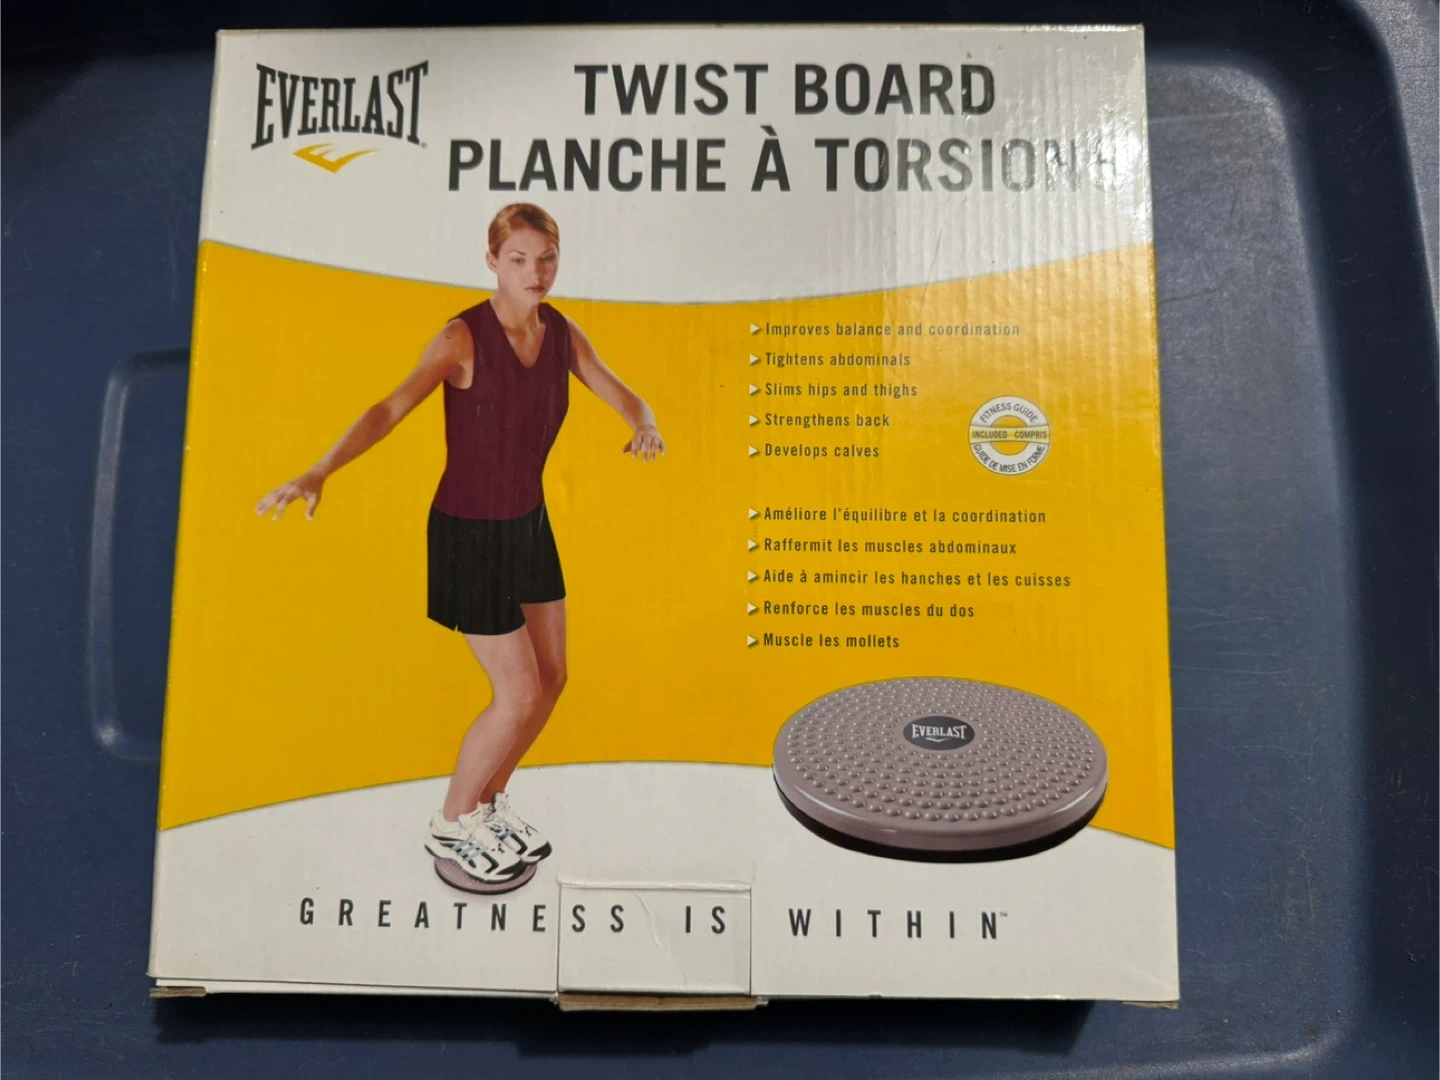 EVERLAST
TWIST BOARD
PLANCHE À TORSIONS
Improves balance and coordination
Tightens abdominals
Slims hips and thighs
Strengthens back
Develops calves
FITNESS GUIDE
INCLUDED COMPRIS
GUIDE DE MISE EN FORME
Améliore l'équilibre et la coordination
Raffermit les muscles abdominaux
Aide à amincir les hanches et les cuisses
Renforce les muscles du dos
Muscle les mollets
EVERLAST
GREATNESS IS WITHIN™